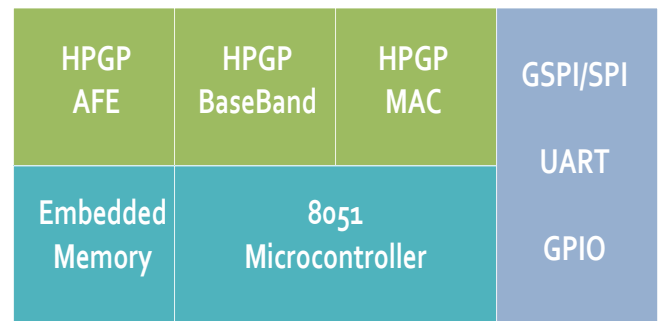 HPGP
AFE
HPGP
BaseBand
HPGP
MAC
GSPI/SPI
UART
GPIO
Embedded
Memory
8051
Microcontroller